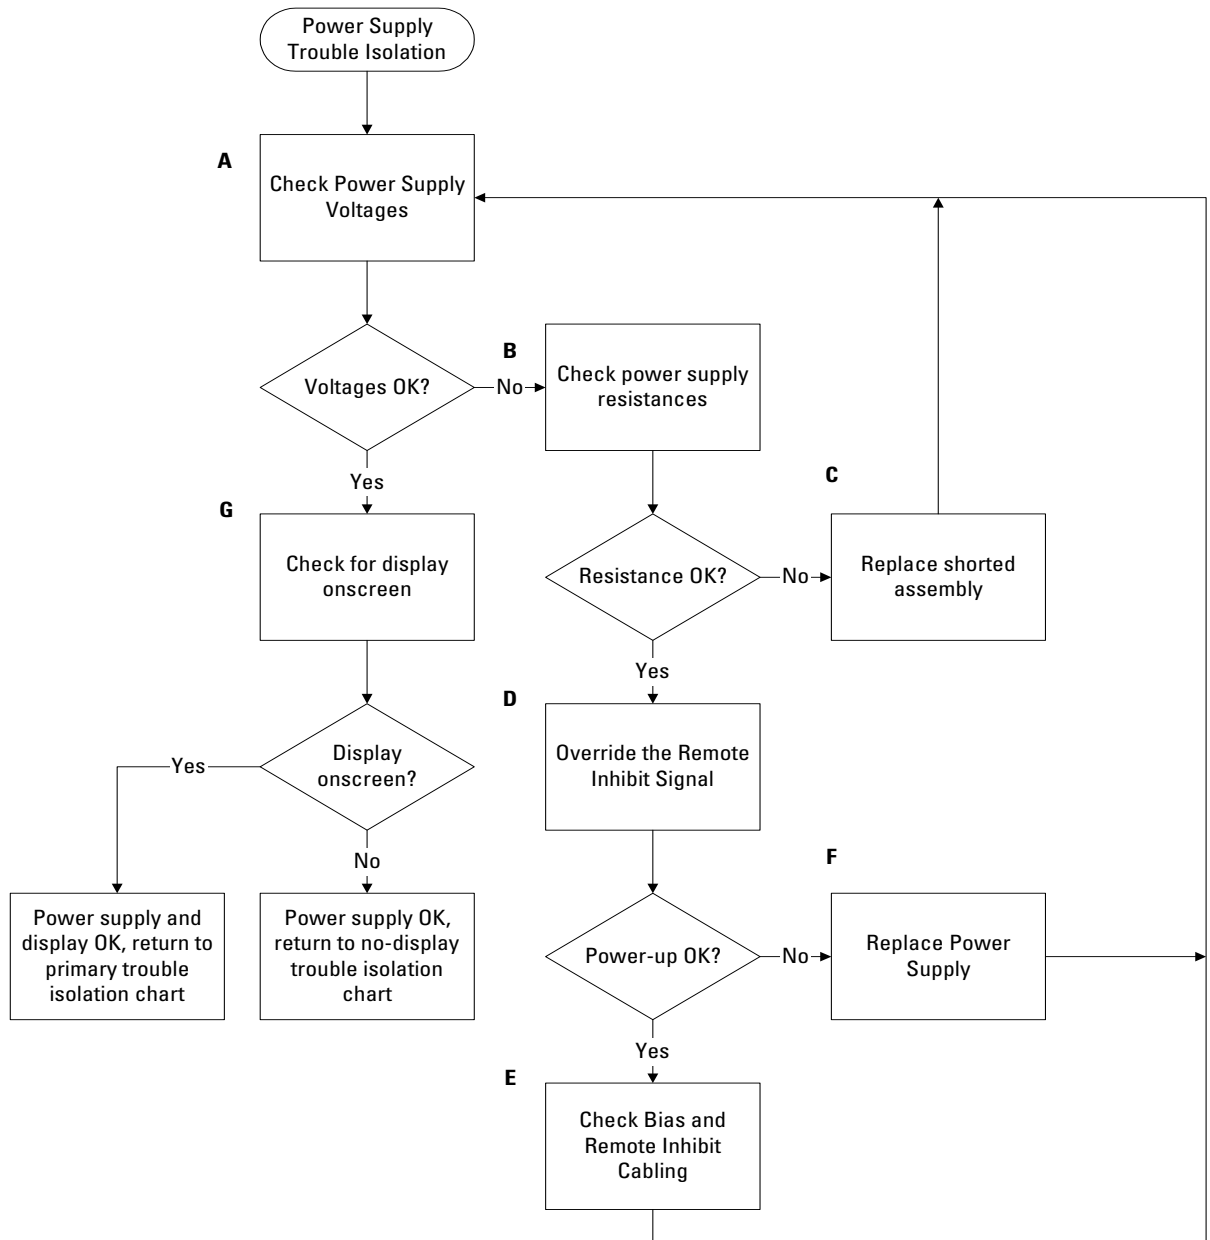 Power Supply
Trouble Isolation
A
Check Power Supply
Voltages
Voltages OK?
No
B
Check power supply
resistances
Yes
G
Check for display
onscreen
Resistance OK?
No
C
Replace shorted
assembly
Yes
D
Override the Remote
Inhibit Signal
Display
onscreen?
Yes
No
Power supply and
display OK, return to
primary trouble
isolation chart
Power supply OK,
return to no-display
trouble isolation
chart
Power-up OK?
No
F
Replace Power
Supply
Yes
E
Check Bias and
Remote Inhibit
Cabling